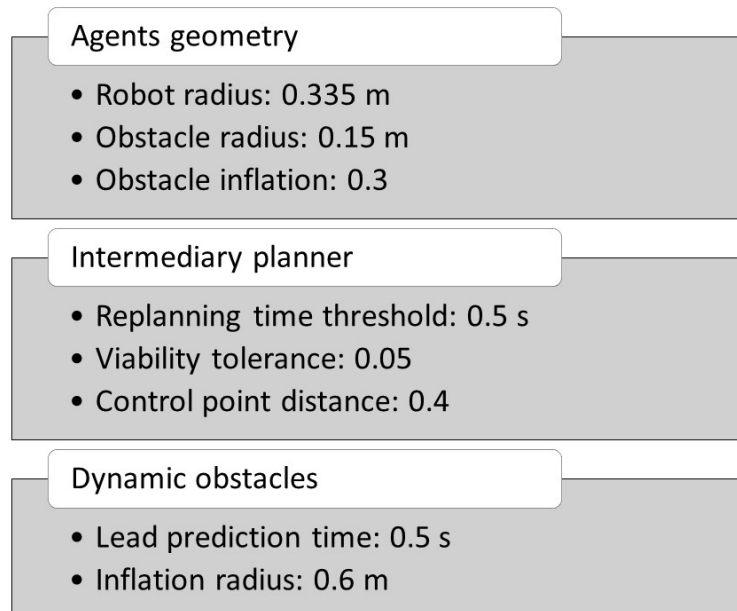 Agents geometry
• Robot radius: 0.335 m
• Obstacle radius: 0.15 m
• Obstacle inflation: 0.3
Intermediary planner
• Replanning time threshold: 0.5 s
• Viability tolerance: 0.05
• Control point distance: 0.4
Dynamic obstacles
• Lead prediction time: 0.5 s
• Inflation radius: 0.6 m